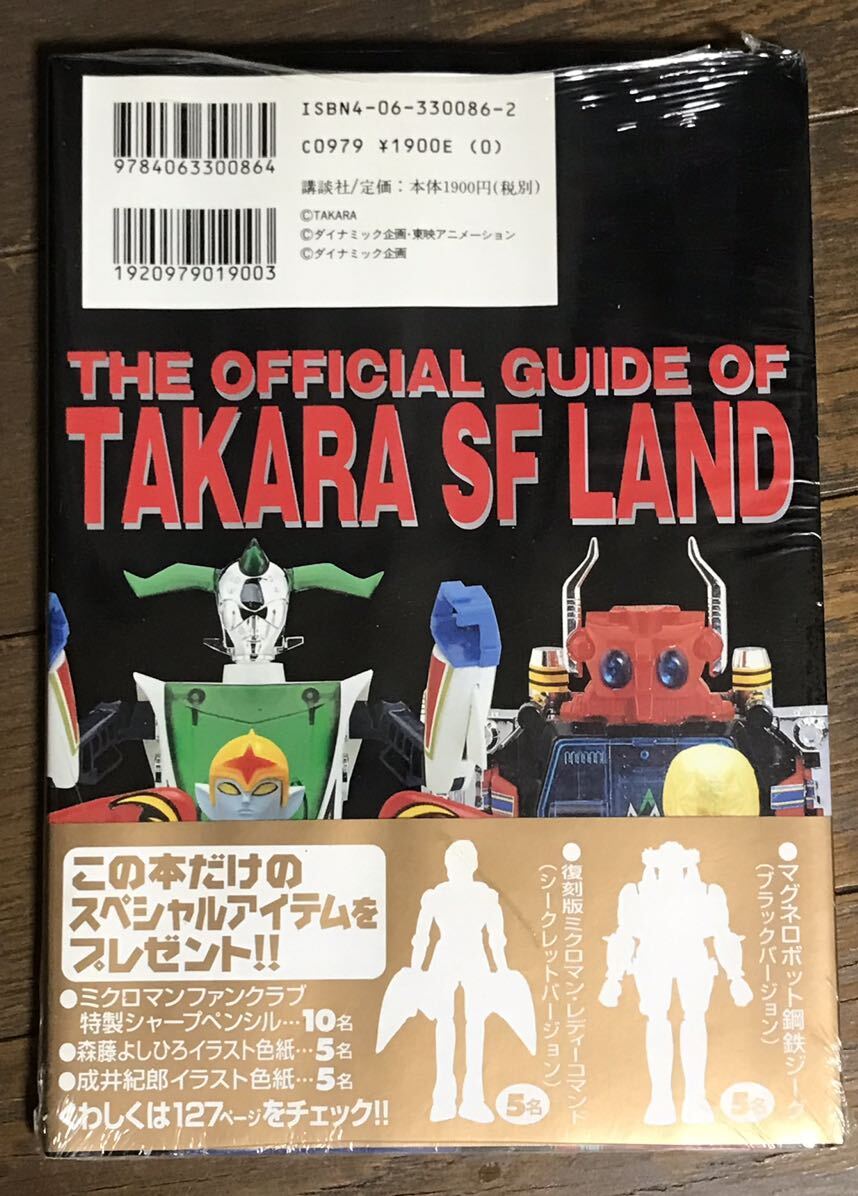 ISBN4-06-330086-2
C0979 ¥1900E (0)
講談社/定価：本体1900円(税別)
9784063300864
1920979019003
©TAKARA
©ダイナミック企画・東映アニメーション
©ダイナミック企画
THE OFFICIAL GUIDE OF
TAKARA SF LAND
この本だけの
スペシャルアイテムを
プレゼント!!
●ミクロマンファンクラブ
特製シャープペンシル…10名
●森藤よしひろイラスト色紙…5名
●成井紀郎イラスト色紙…5名
くわしくは127ページをチェック!!
●復刻版ミクロマン・レディーコマンド
(シークレットバージョン)
5名
●マグネロボット鋼鉄ジーグ
(ブラックバージョン)
5名